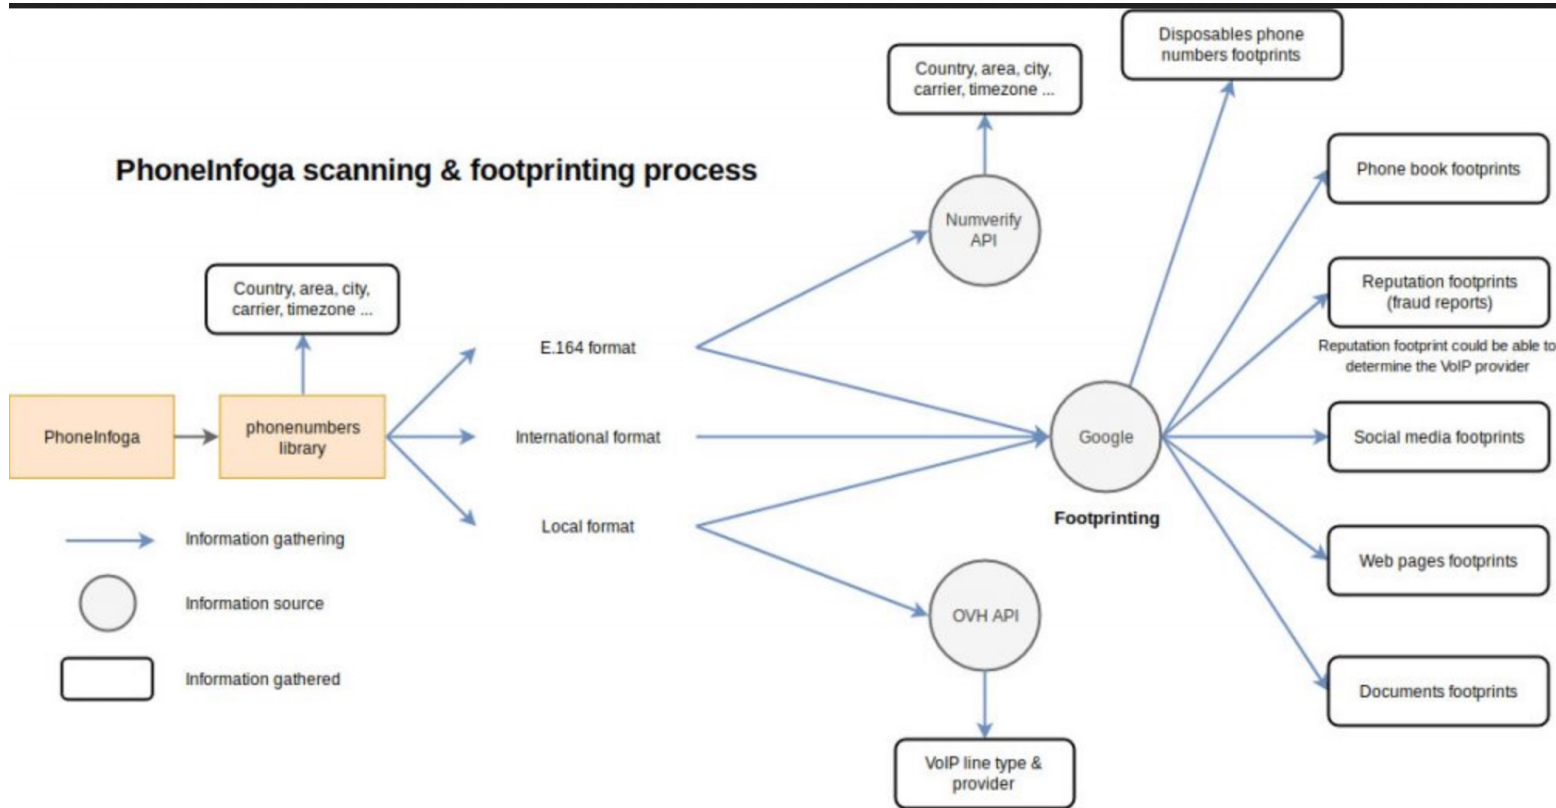 Disposables phone
numbers footprints
Country, area, city,
carrier, timezone ...
PhoneInfoga scanning & footprinting process
Phone book footprints
Numverify
API
Country, area, city,
carrier, timezone ...
Reputation footprints
(fraud reports)
Reputation footprint could be able to
determine the VoIP provider
E.164 format
PhoneInfoga
phonenumbers
library
International format
Google
Social media footprints
Footprinting
Local format
Information gathering
Web pages footprints
Information source
OVH API
Information gathered
Documents footprints
VoIP line type &
provider